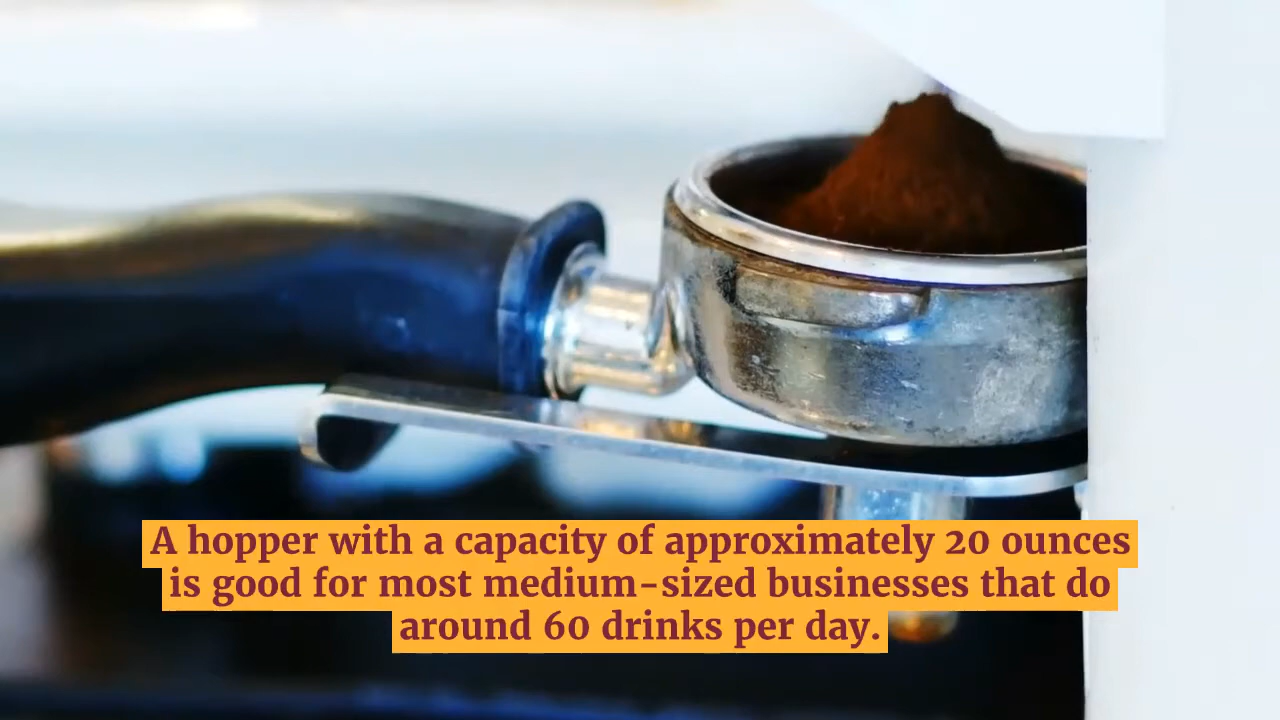 A hopper with a capacity of approximately 20 ounces
is good for most medium-sized businesses that do
around 60 drinks per day.